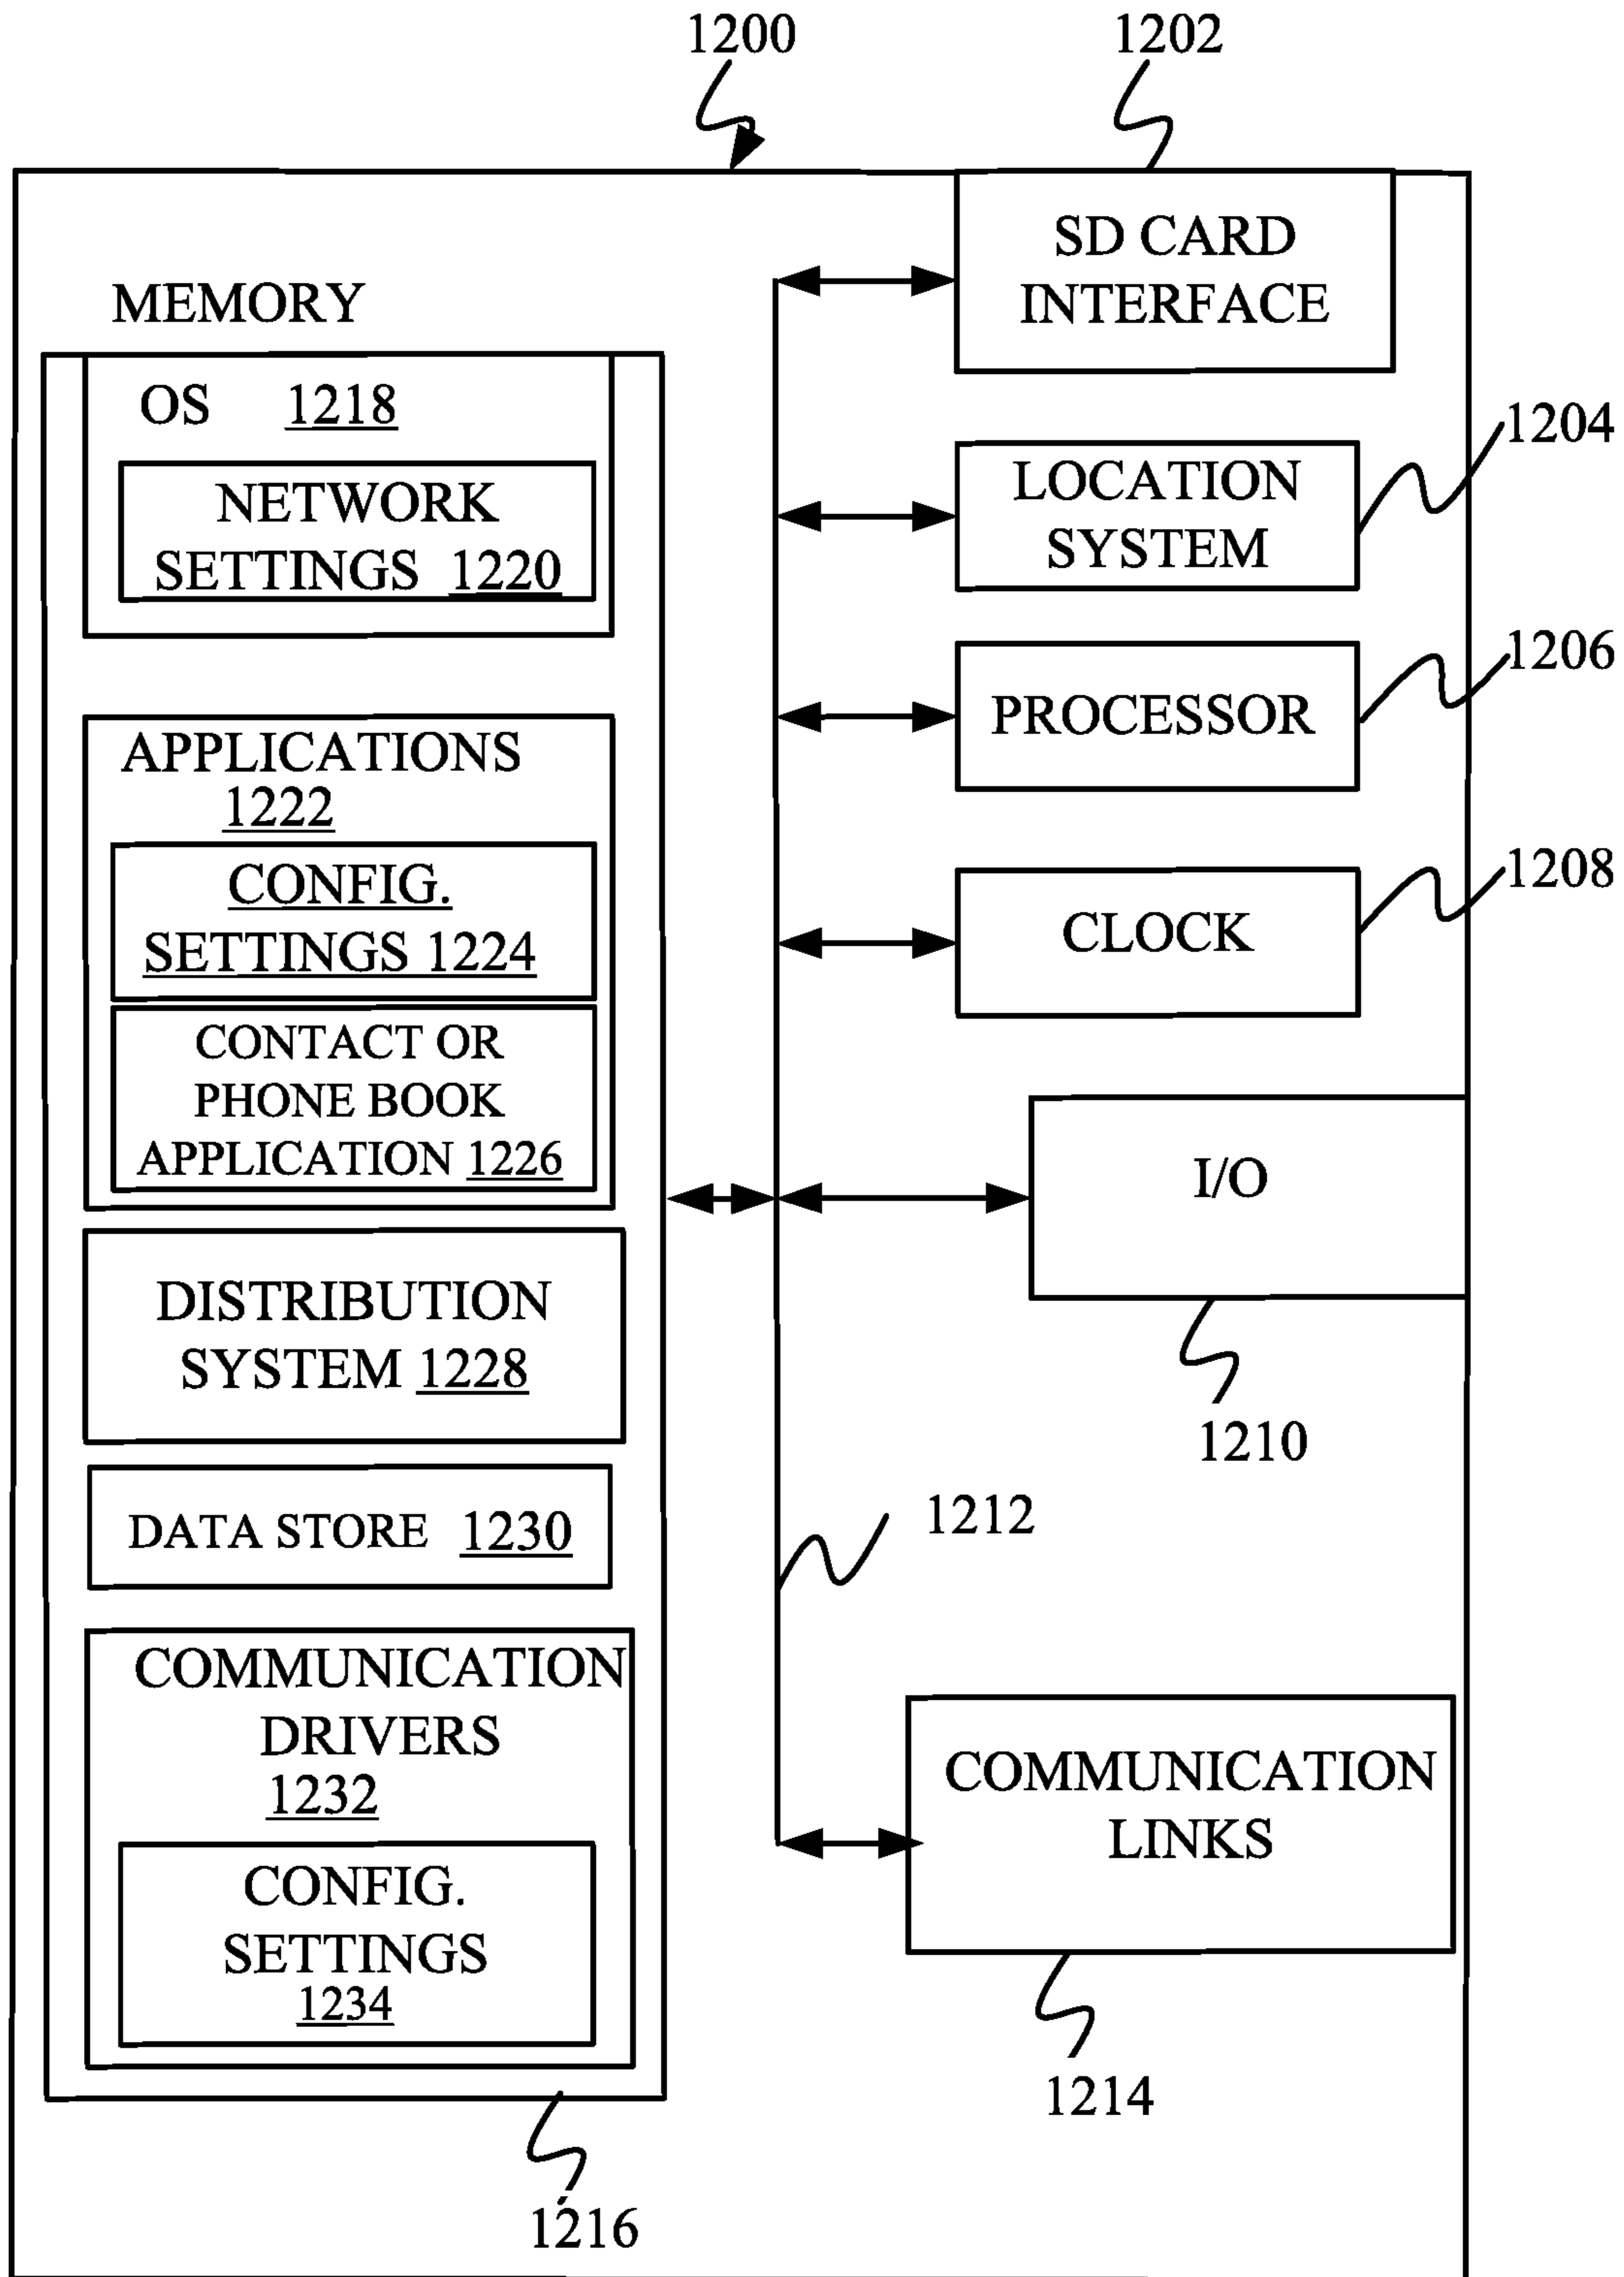 1200
1202
SD CARD
INTERFACE
MEMORY
OS 1218
NETWORK
SETTINGS 1220
1204
LOCATION
SYSTEM
1206
PROCESSOR
APPLICATIONS
1222
CONFIG.
SETTINGS 1224
CONTACT OR
PHONE BOOK
APPLICATION 1226
1208
CLOCK
I/O
1210
DISTRIBUTION
SYSTEM 1228
DATA STORE 1230
1212
COMMUNICATION
DRIVERS
1232
CONFIG.
SETTINGS
1234
COMMUNICATION
LINKS
1214
1216